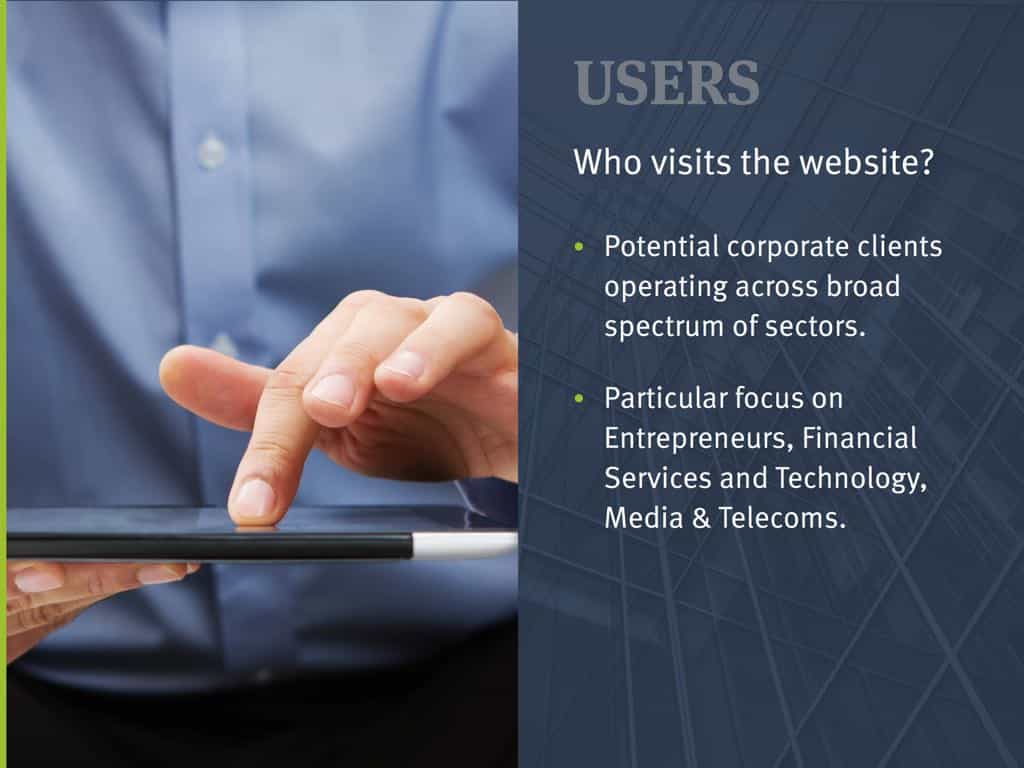 USERS
Who visits the website?
• Potential corporate clients
operating across broad
spectrum of sectors.
• Particular focus on
Entrepreneurs, Financial
Services and Technology,
Media & Telecoms.